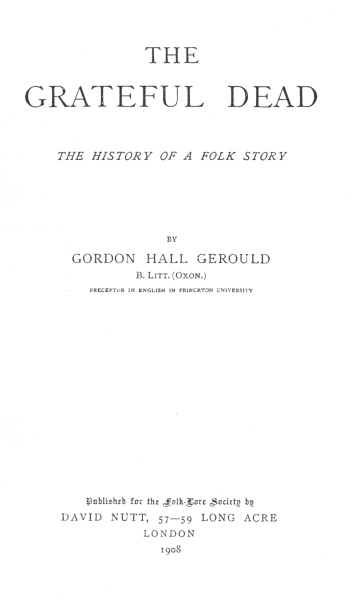 THE
GRATEFUL DEAD
THE HISTORY OF A FOLK STORY
BY
GORDON HALL GEROULD
B. LITT. (OXON.)
PRECEPTOR IN ENGLISH IN PRINCETON UNIVERSITY
Published for the Folk-Lore Society by
DAVID NUTT, 57—59 LONG ACRE
LONDON
1908